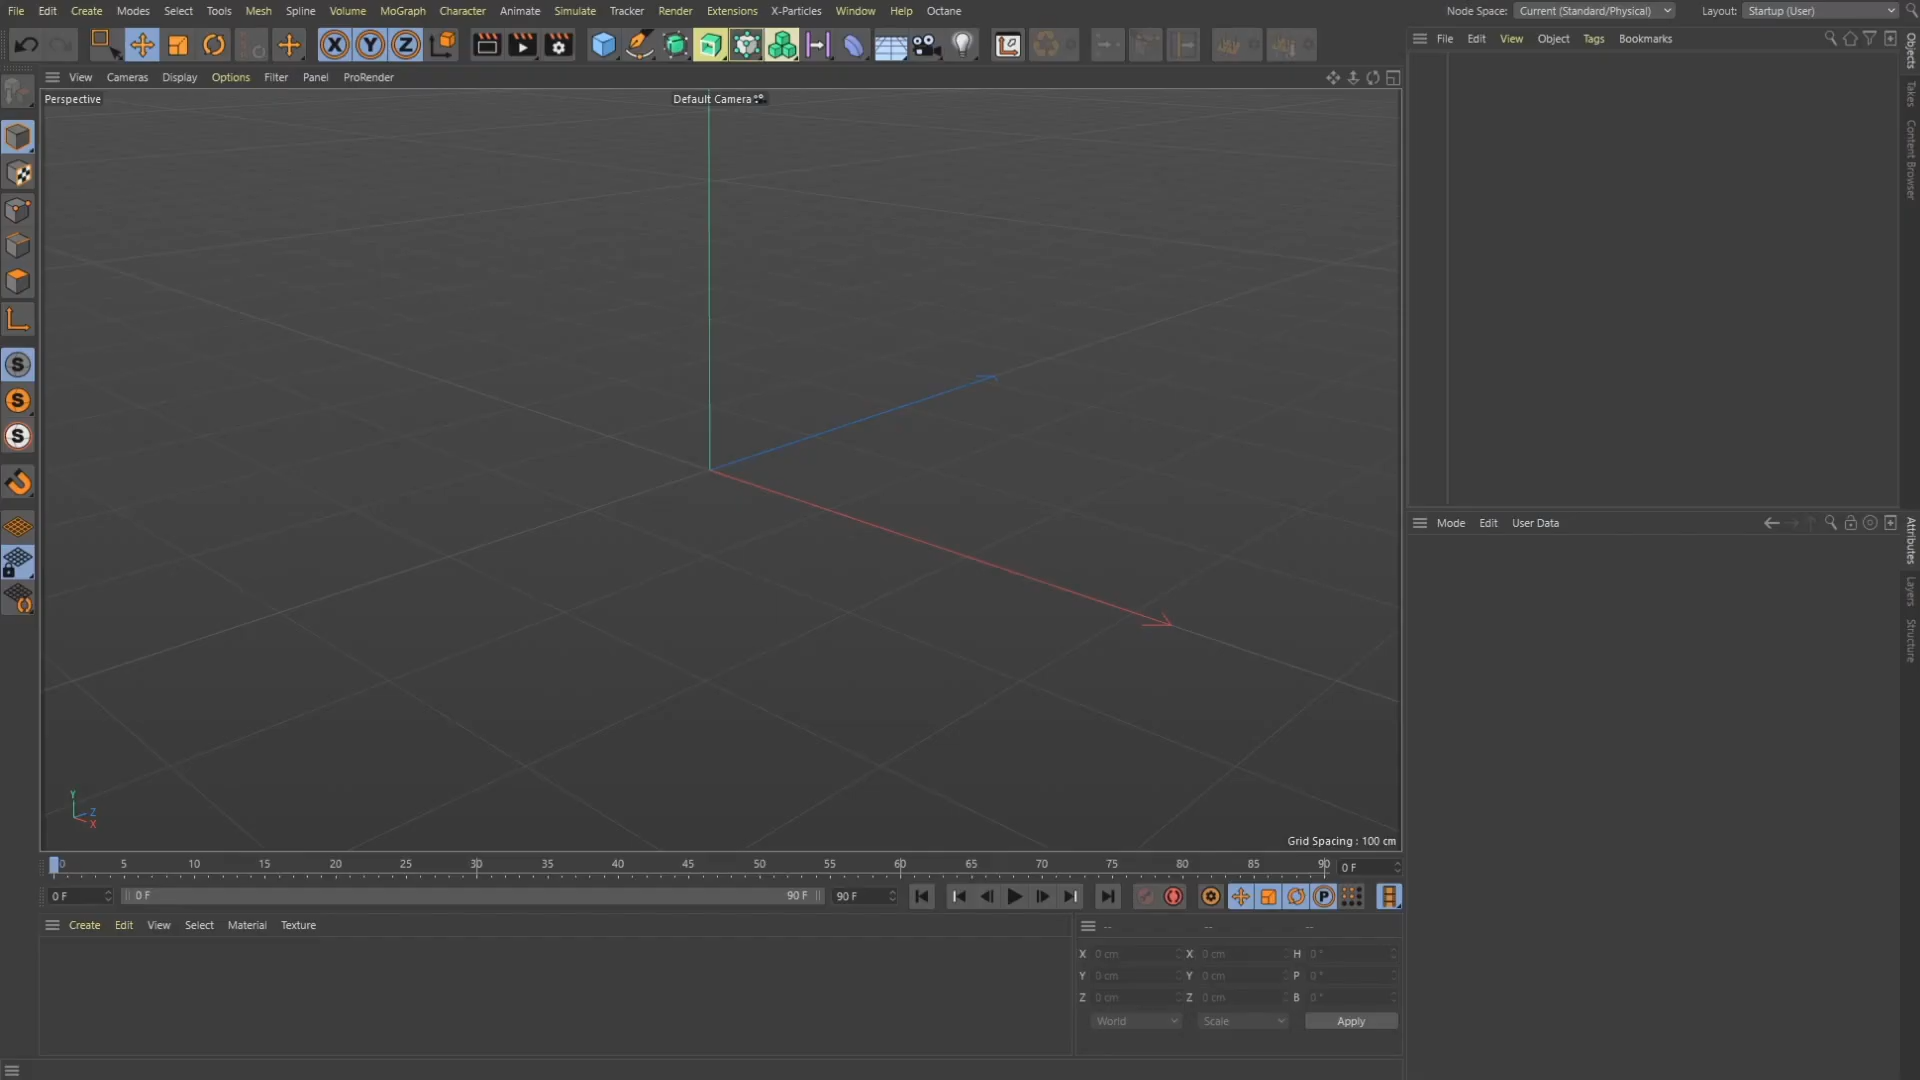 File Edit Create Modes Select Tools Mesh Spline Volume MoGraph Character Animate Simulate Tracker Render Extensions X-Particles Window Help Octane Node Space: Current (Standard/Physical) Layout: Startup (User)
X Y Z
File Edit View Object Tags Bookmarks
Objects
Takes
Content Browser
View Cameras Display Options Filter Panel ProRender
Perspective
Default Camera
S
S
S
Mode Edit User Data
Attributes
Layers
Structure
Y
Z
X
Grid Spacing : 100 cm
0 5 10 15 20 25 30 35 40 45 50 55 60 65 70 75 80 85 90 0 F
0 F 0 F 90 F 90 F P
Create Edit View Select Material Texture
-- -- --
X 0 cm X 0 cm H 0 °
Y 0 cm Y 0 cm P 0 °
Z 0 cm Z 0 cm B 0 °
World Scale Apply